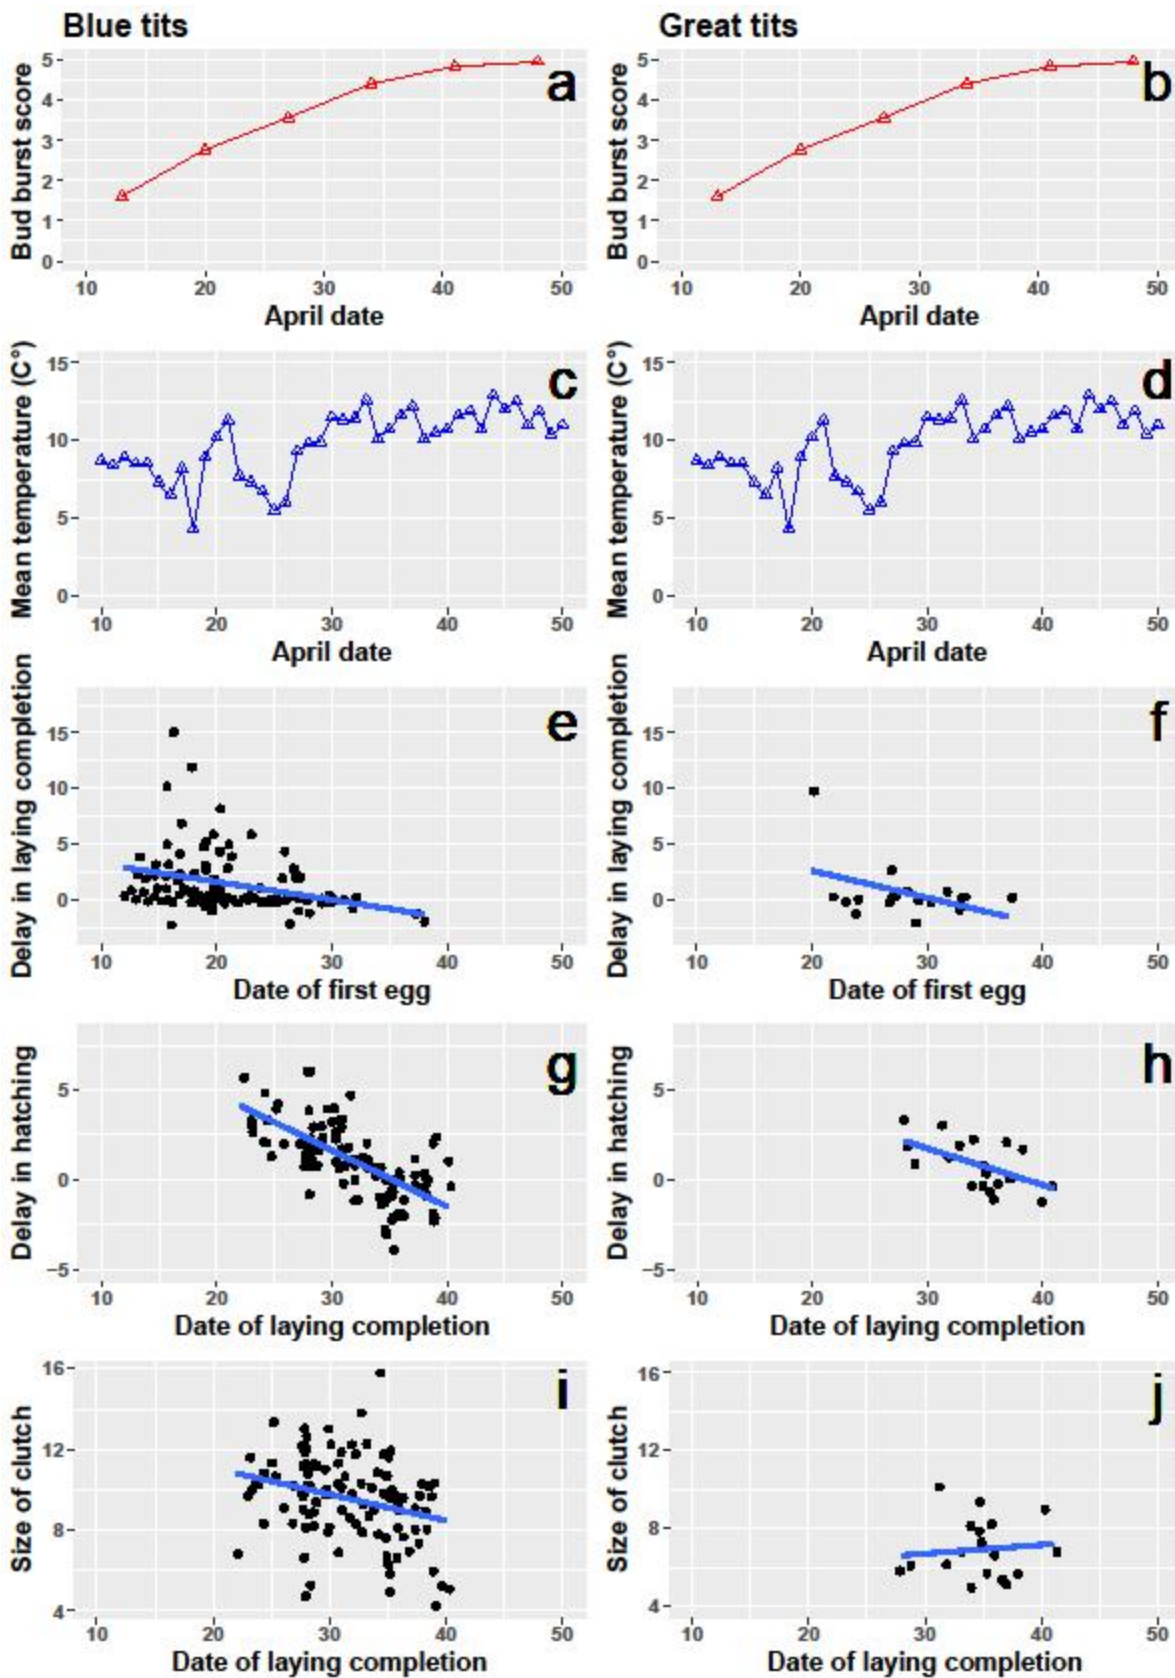 Blue tits
Great tits
Bud burst score
5
4
3
2
1
0
a
10 20 30 40 50
April date
Bud burst score
5
4
3
2
1
0
b
10 20 30 40 50
April date
Mean temperature (C°)
15
10
5
0
c
10 20 30 40 50
April date
Mean temperature (C°)
15
10
5
0
d
10 20 30 40 50
April date
Delay in laying completion
15
10
5
0
e
10 20 30 40 50
Date of first egg
Delay in laying completion
15
10
5
0
f
10 20 30 40 50
Date of first egg
Delay in hatching
5
0
−5
g
10 20 30 40 50
Date of laying completion
Delay in hatching
5
0
−5
h
10 20 30 40 50
Date of laying completion
Size of clutch
16
12
8
4
i
10 20 30 40 50
Date of laying completion
Size of clutch
16
12
8
4
j
10 20 30 40 50
Date of laying completion